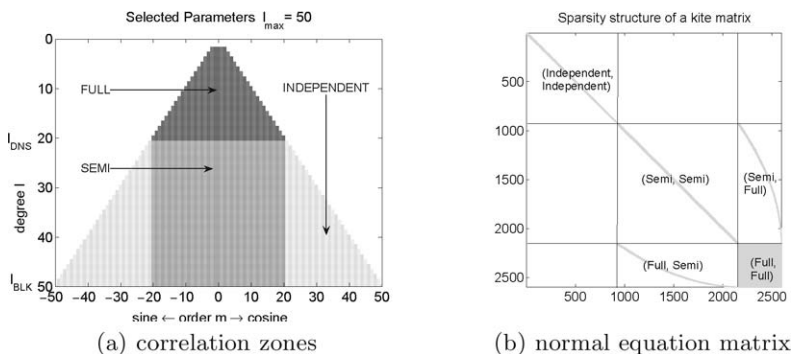 Selected Parameters l_max = 50
0
10
FULL
INDEPENDENT
l_DNS
20
SEMI
degree l
30
40
l_BLK
50
−50 −40 −30 −20 −10 0 10 20 30 40 50
sine ← order m → cosine
(a) correlation zones
Sparsity structure of a kite matrix
500
(Independent,
Independent)
1000
1500
(Semi, Semi)
(Semi,
Full)
2000
2500
(Full, Semi)
(Full,
Full)
500 1000 1500 2000 2500
(b) normal equation matrix